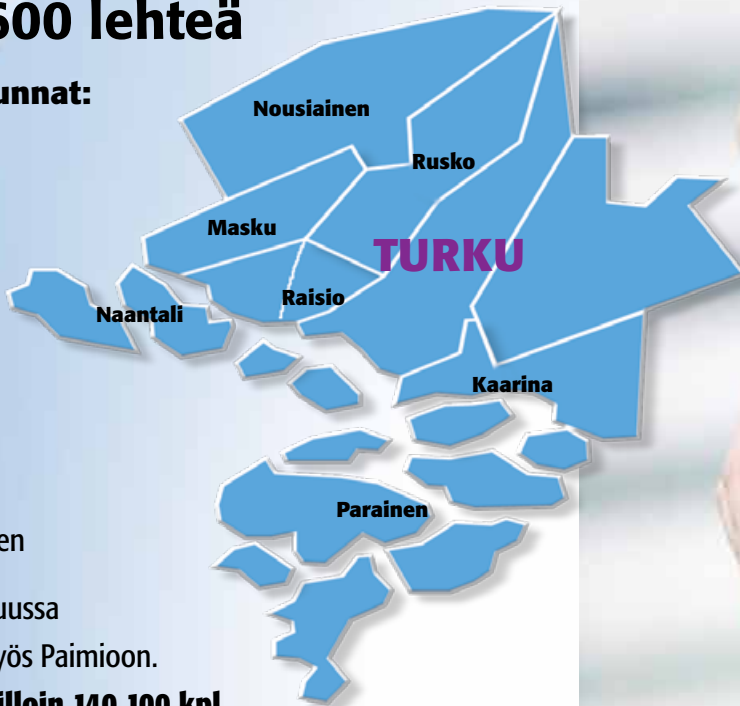 600 lehteä
unnat:
Nousiainen
Rusko
Masku
TURKU
Raisio
Naantali
Kaarina
Parainen
en
uussa
yös Paimioon.
illoin 140 100 kpl